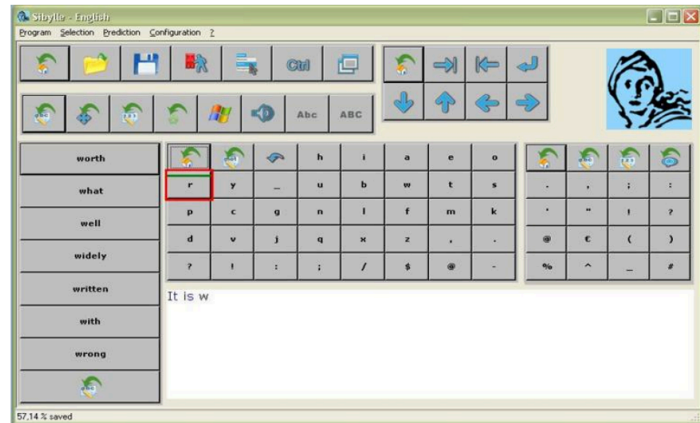 Sibylle - English
Program Selection Prediction Configuration ?
Ctrl
Abc ABC
worth
what
well
widely
written
with
wrong
h i a e o
r y _ u b w t s
p c g n l f m k
d v j q x z , .
? ! : ; / $ @ -
. , ; :
' " ! ?
@ € ( )
% ^ _ #
It is w
57,14 % saved